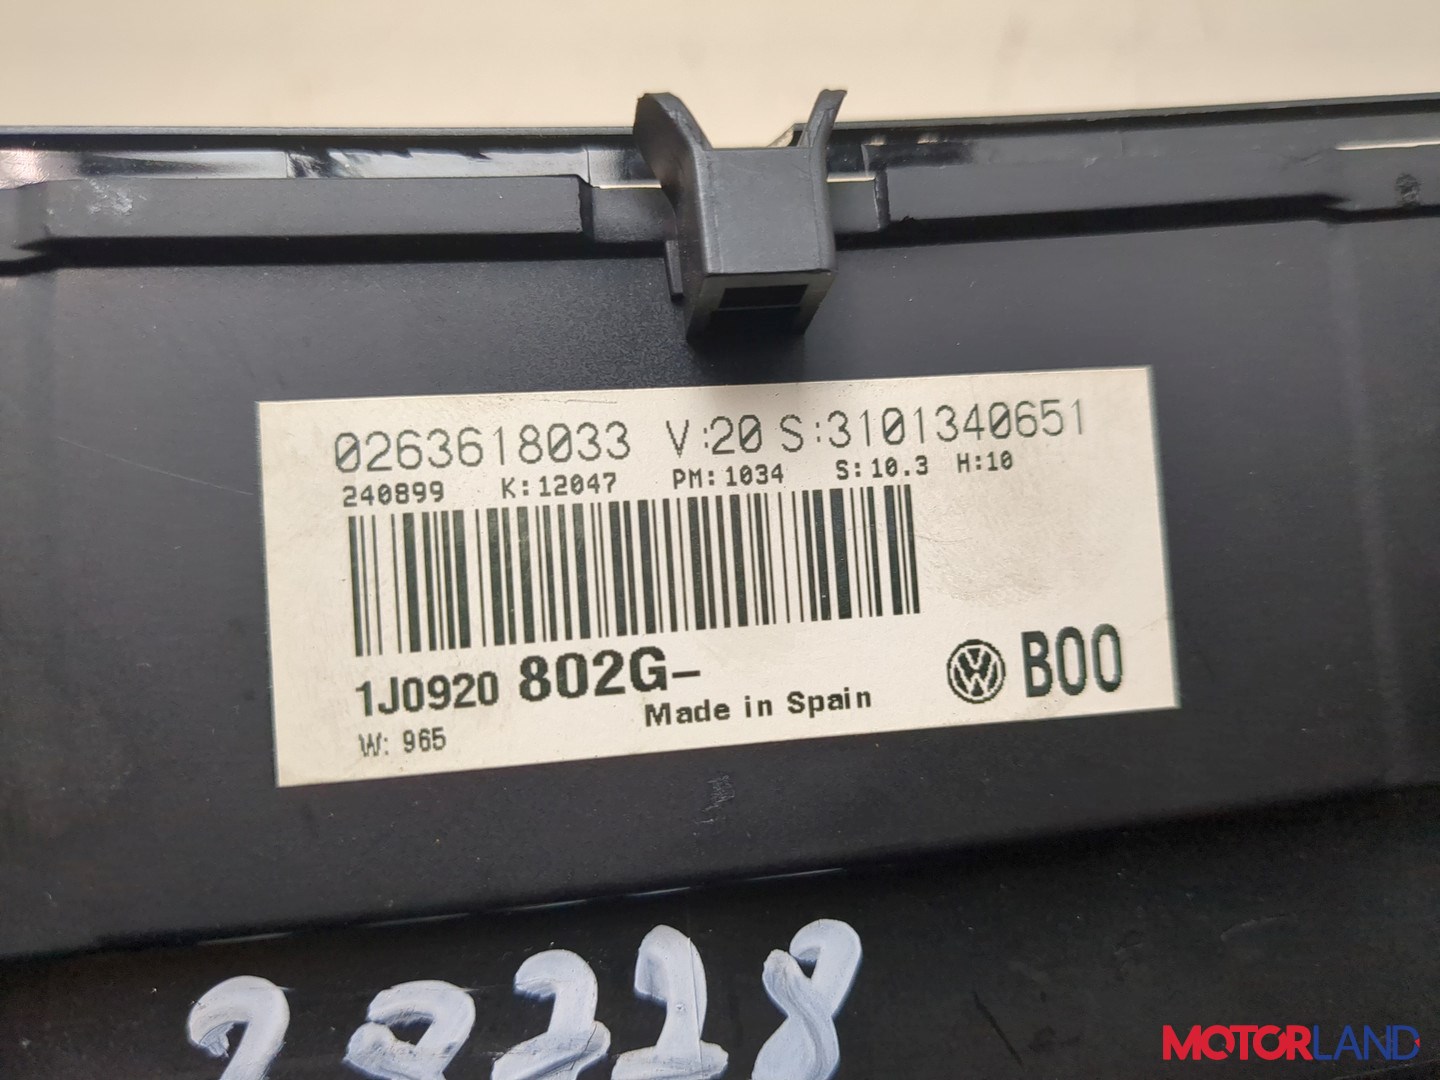 0263618033 V:20 S:3101340651
240899 K:12047 PM:1034 S:10.3 H:10
1J0920 802G-
Made in Spain
B00
W: 965
MOTORLAND